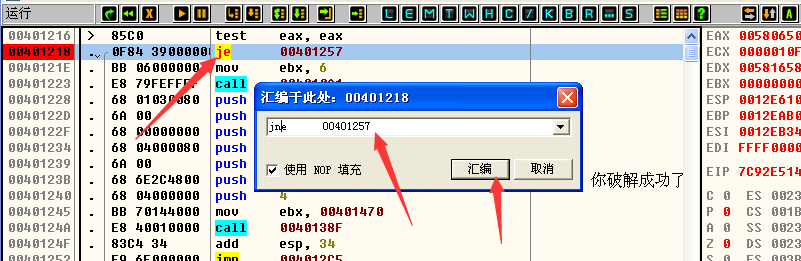 运行
L E M T W H C P K B R ... S ?
00401216 > 85C0 test eax, eax EAX 00580650
00401218 . 0F84 39000000 je 00401257 ECX 0000010F
0040121E . BB 06000000 mov ebx, 6 EDX 00581658
00401223 . E8 79FEFFFF call EBX 00000000
00401228 . 68 01030080 push ESP 0012E610
0040122D . 6A 00 push EBP 0012EAB0
0040122F . 68 00000000 push ESI 0012EB34
00401234 . 68 04000080 push EDI FFFF0000
00401239 . 6A 00 push EIP 7C92E514
0040123B . 68 6E2C4800 push
00401240 . 68 04000000 push 4 C 0 ES 0023
00401245 . BB 70144000 mov ebx, 00401470 P 0 CS 001B
0040124A . E8 40010000 call 0040138F A 0 SS 0023
0040124F . 83C4 34 add esp, 34 Z 0 DS 0023
00401252 . E9 6E000000 jmp 004012C5 S 0 FS 003B
汇编于此处：00401218
jne 00401257
使用 NOP 填充
汇编
取消
你破解成功了